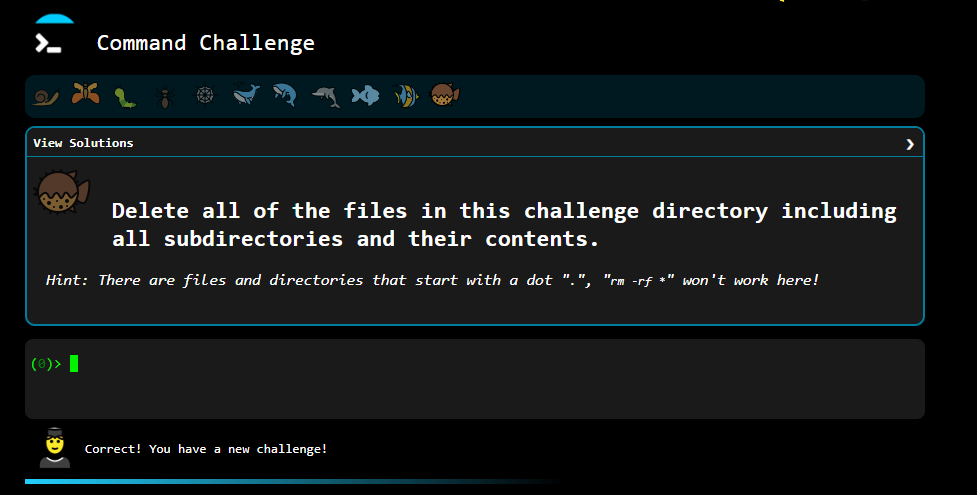 Command Challenge
View Solutions
Delete all of the files in this challenge directory including
all subdirectories and their contents.
Hint: There are files and directories that start with a dot ".", "rm -rf *" won't work here!
(0)>
Correct! You have a new challenge!